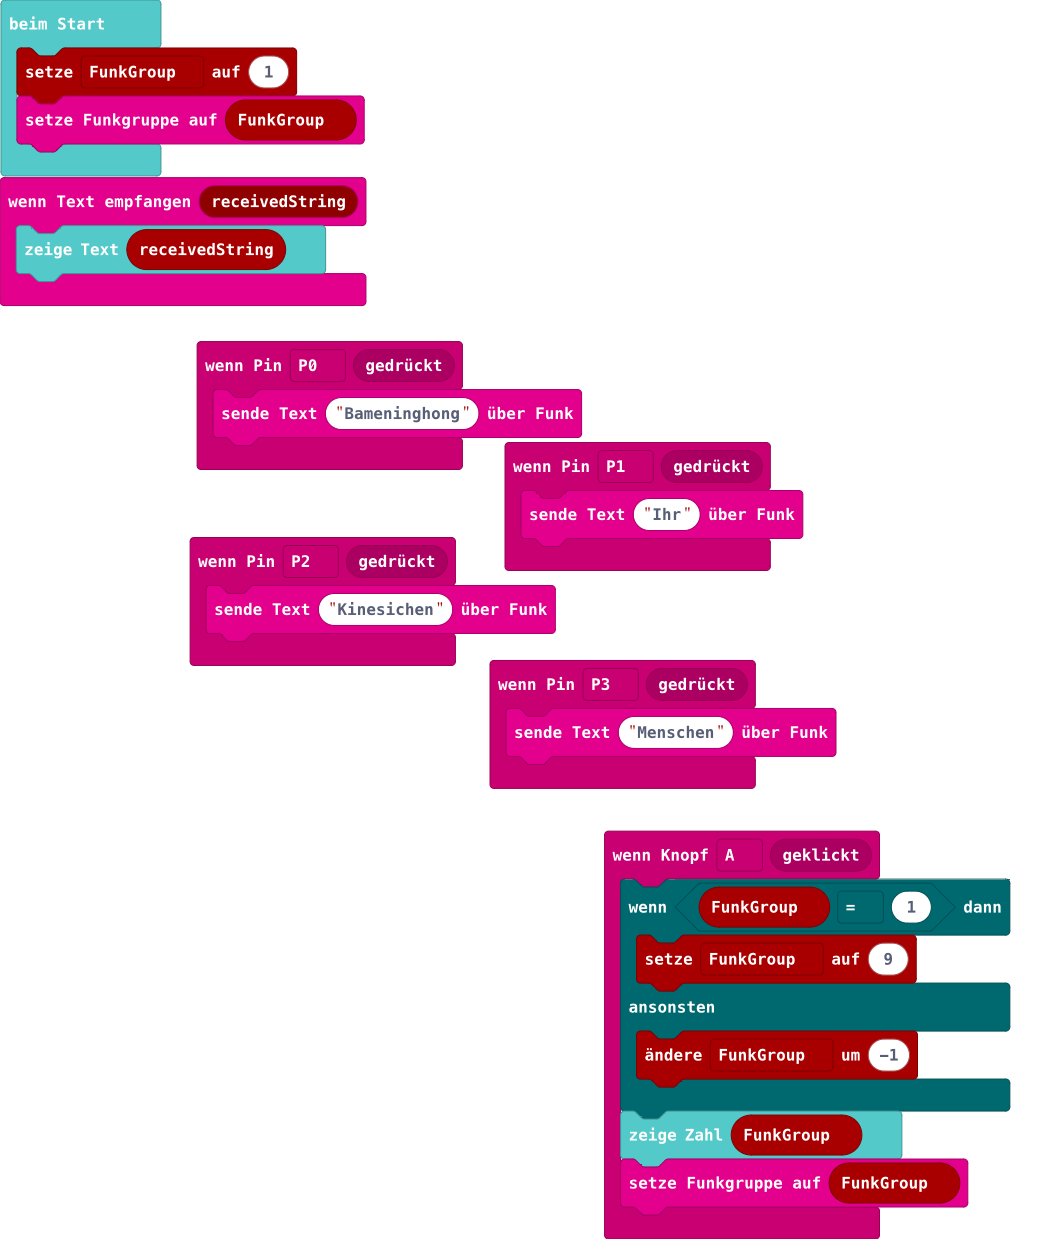 beim Start
setze FunkGroup auf 1
setze Funkgruppe auf FunkGroup
wenn Text empfangen receivedString
zeige Text receivedString
wenn Pin P0 gedrückt
sende Text "Bameninghong" über Funk
wenn Pin P1 gedrückt
sende Text "Ihr" über Funk
wenn Pin P2 gedrückt
sende Text "Kinesichen" über Funk
wenn Pin P3 gedrückt
sende Text "Menschen" über Funk
wenn Knopf A geklickt
wenn FunkGroup = 1 dann
setze FunkGroup auf 9
ansonsten
ändere FunkGroup um −1
zeige Zahl FunkGroup
setze Funkgruppe auf FunkGroup